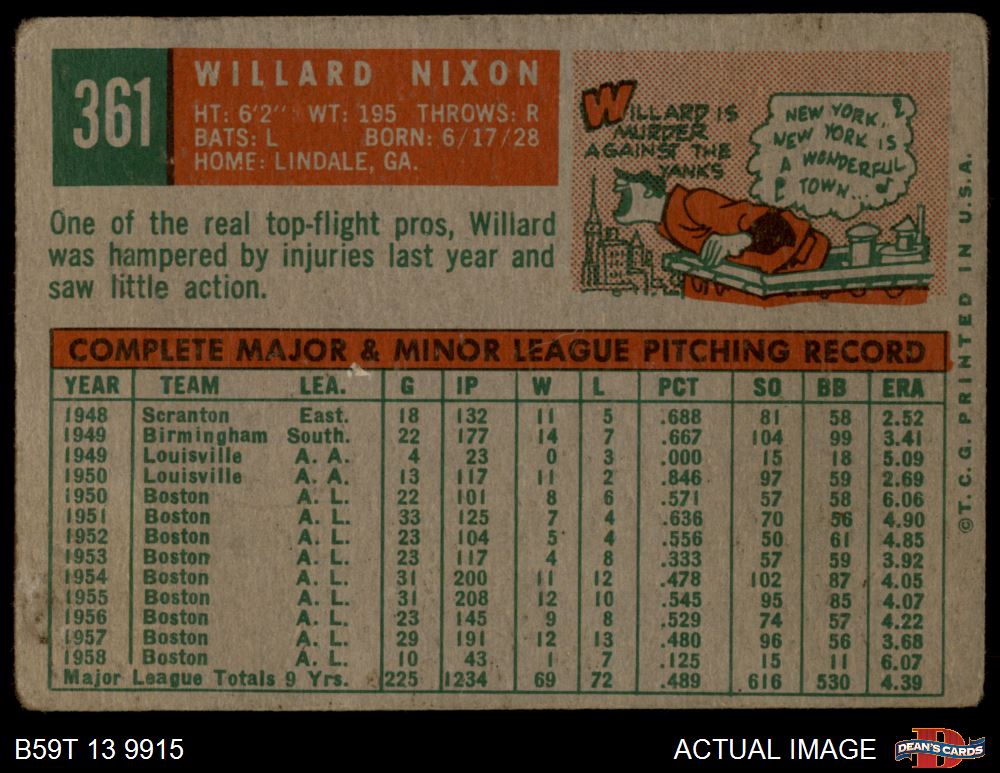 361
WILLARD NIXON
HT: 6'2" WT: 195 THROWS: R
BATS: L BORN: 6/17/28
HOME: LINDALE, GA.
WILLARD IS
MURDER
AGAINST THE
YANKS
NEW YORK,
NEW YORK IS
A WONDERFUL
TOWN...
One of the real top-flight pros, Willard
was hampered by injuries last year and
saw little action.
COMPLETE MAJOR & MINOR LEAGUE PITCHING RECORD
YEAR TEAM LEA. G IP W L PCT SO BB ERA
1948 Scranton East. 18 132 11 5 .688 81 58 2.52
1949 Birmingham South. 22 177 14 7 .667 104 99 3.41
1949 Louisville A. A. 4 23 0 3 .000 15 18 5.09
1950 Louisville A. A. 13 117 11 2 .846 97 59 2.69
1950 Boston A. L. 22 101 8 6 .571 57 58 6.06
1951 Boston A. L. 33 125 7 4 .636 70 56 4.90
1952 Boston A. L. 23 104 5 4 .556 50 61 4.85
1953 Boston A. L. 23 117 4 8 .333 57 59 3.92
1954 Boston A. L. 31 200 11 12 .478 102 87 4.05
1955 Boston A. L. 31 208 12 10 .545 95 85 4.07
1956 Boston A. L. 23 145 9 8 .529 74 57 4.22
1957 Boston A. L. 29 191 12 13 .480 96 56 3.68
1958 Boston A. L. 10 43 1 7 .125 15 11 6.07
Major League Totals 9 Yrs. 225 1234 69 72 .489 616 530 4.39
©T.C.G. PRINTED IN U.S.A.
B59T 13 9915
ACTUAL IMAGE
D
DEAN'S CARDS